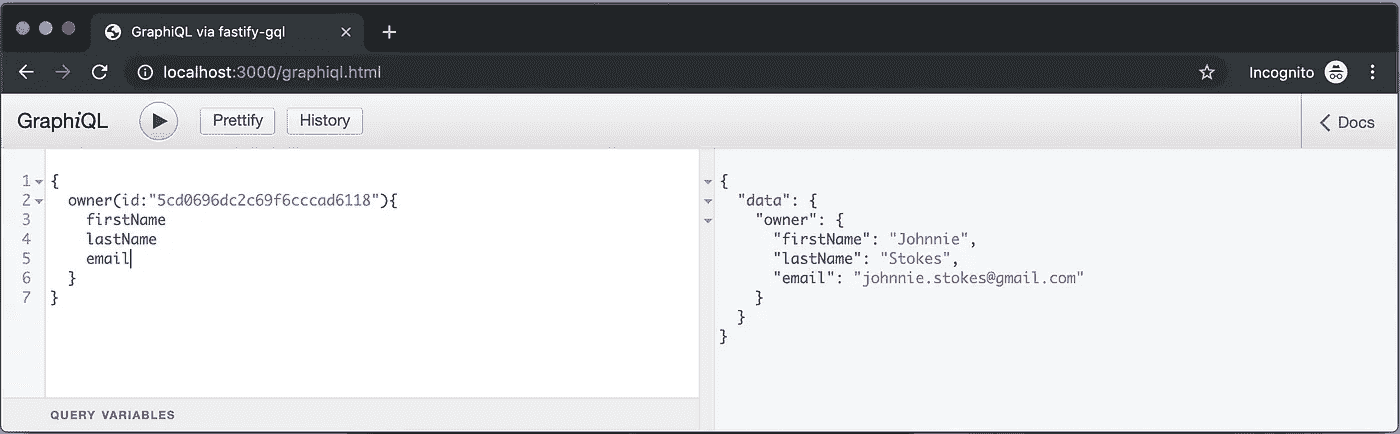 GraphiQL via fastify-gql
localhost:3000/graphiql.html
Incognito
GraphiQL
Prettify
History
Docs
1 {
2 owner(id:"5cd0696dc2c69f6cccad6118"){
3 firstName
4 lastName
5 email
6 }
7 }
QUERY VARIABLES
{
"data": {
"owner": {
"firstName": "Johnnie",
"lastName": "Stokes",
"email": "johnnie.stokes@gmail.com"
}
}
}